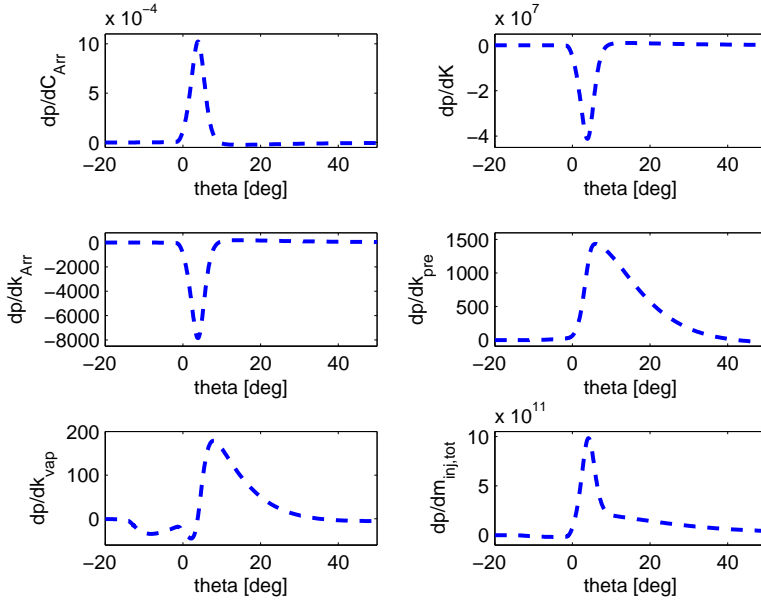 x 10^-4
10
5
0
dp/dC_Arr
−20 0 20 40
theta [deg]
x 10^7
0
−2
−4
dp/dK
−20 0 20 40
theta [deg]
0
−2000
−4000
−6000
−8000
dp/dk_Arr
−20 0 20 40
theta [deg]
1500
1000
500
0
dp/dk_pre
−20 0 20 40
theta [deg]
200
100
0
dp/dk_vap
−20 0 20 40
theta [deg]
x 10^11
10
5
0
dp/dm_inj,tot
−20 0 20 40
theta [deg]